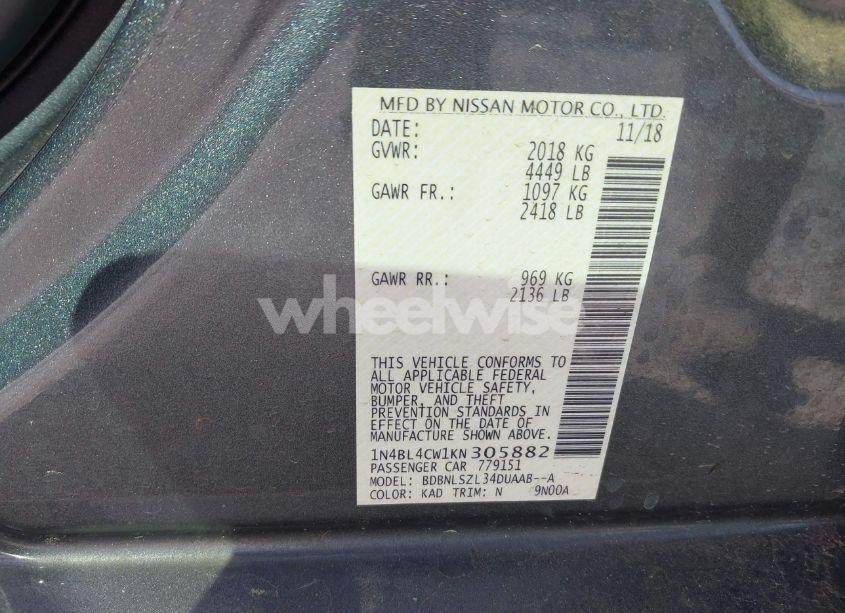 MFD BY NISSAN MOTOR CO., LTD.
DATE: 11/18
GVWR: 2018 KG
4449 LB
GAWR FR.: 1097 KG
2418 LB
GAWR RR.: 969 KG
2136 LB
wheelwise
THIS VEHICLE CONFORMS TO
ALL APPLICABLE FEDERAL
MOTOR VEHICLE SAFETY,
BUMPER, AND THEFT
PREVENTION STANDARDS IN
EFFECT ON THE DATE OF
MANUFACTURE SHOWN ABOVE.
1N4BL4CW1KN305882
PASSENGER CAR 779151
MODEL: BDBNLSZL34DUAAB--A
COLOR: KAD TRIM: N 9N00A